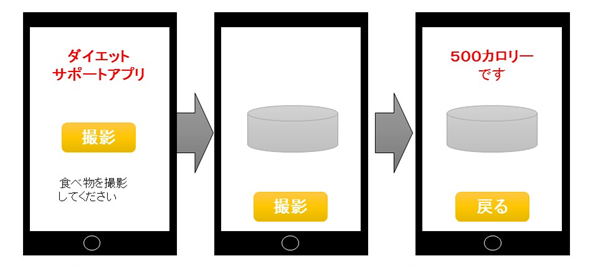 ダイエット
サポートアプリ
撮影
食べ物を撮影
してください
撮影
500カロリー
です
戻る